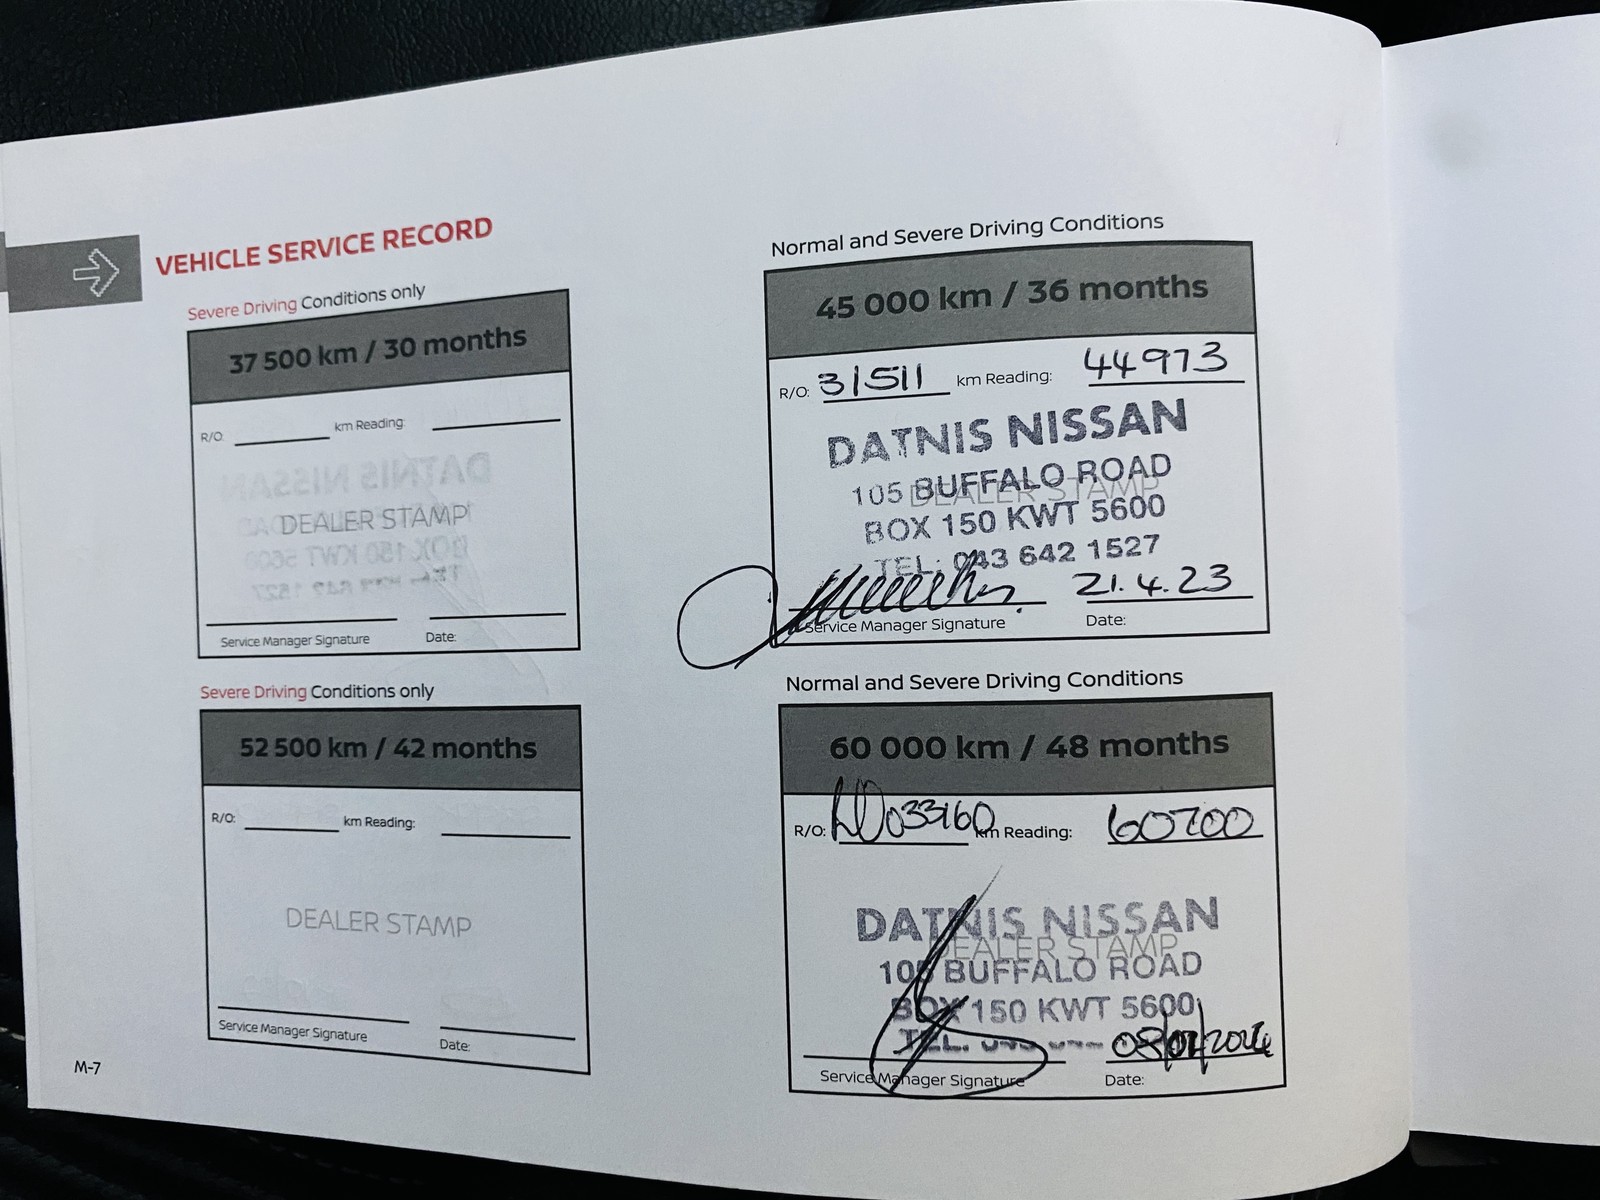 VEHICLE SERVICE RECORD
Severe Driving Conditions only
37 500 km / 30 months
R/O: km Reading:
DEALER STAMP
Service Manager Signature Date:
Severe Driving Conditions only
52 500 km / 42 months
R/O: km Reading:
DEALER STAMP
Service Manager Signature Date:
M-7
Normal and Severe Driving Conditions
45 000 km / 36 months
R/O: 31511 km Reading: 44973
DATNIS NISSAN
105 BUFFALO ROAD
DEALER STAMP
BOX 150 KWT 5600
TEL: 043 642 1527
21.4.23
Service Manager Signature Date:
Normal and Severe Driving Conditions
60 000 km / 48 months
R/O: 033160 km Reading: 60700
DATNIS NISSAN
DEALER STAMP
105 BUFFALO ROAD
BOX 150 KWT 5600
TEL.
Service Manager Signature Date: